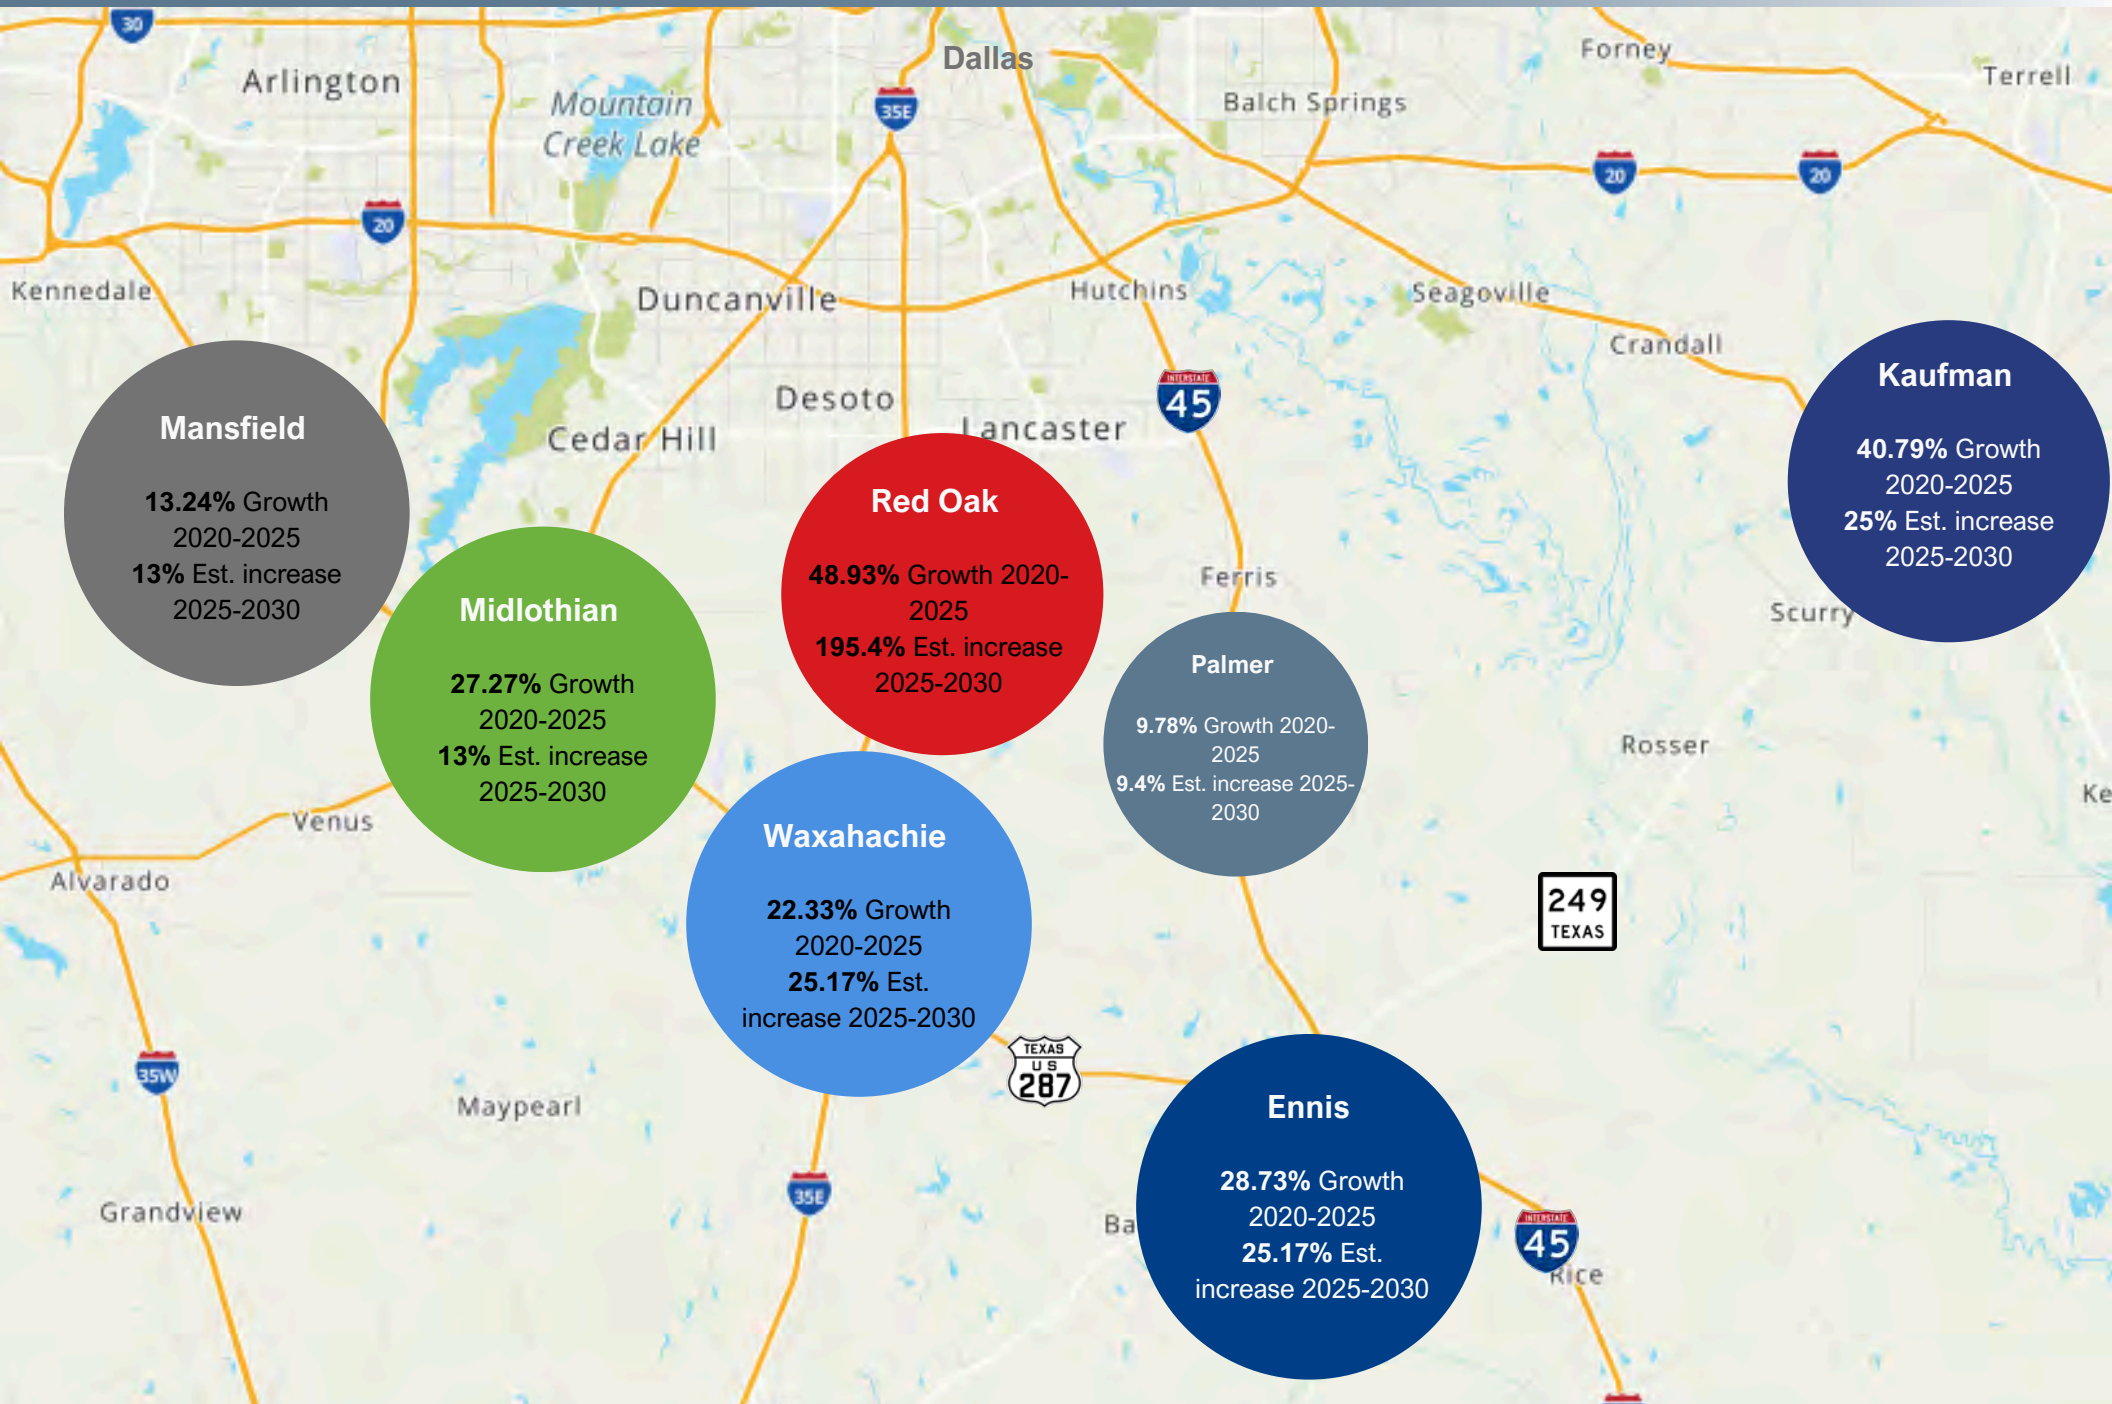 30
Dallas
Forney
Terrell
Arlington
Mountain
Creek Lake
35E
Balch Springs
20
20
20
Kennedale
Duncanville
Hutchins
Seagoville
Crandall
Desoto
INTERSTATE
45
Cedar Hill
Lancaster
Kaufman
40.79% Growth
2020-2025
25% Est. increase
2025-2030
Mansfield
13.24% Growth
2020-2025
13% Est. increase
2025-2030
Red Oak
48.93% Growth 2020-
2025
195.4% Est. increase
2025-2030
Midlothian
27.27% Growth
2020-2025
13% Est. increase
2025-2030
Ferris
Scurry
Palmer
9.78% Growth 2020-
2025
9.4% Est. increase 2025-
2030
Rosser
Ke
Venus
Alvarado
Waxahachie
22.33% Growth
2020-2025
25.17% Est.
increase 2025-2030
249
TEXAS
35W
TEXAS
US
287
Maypearl
Ennis
28.73% Growth
2020-2025
25.17% Est.
increase 2025-2030
35E
Grandview
Ba
INTERSTATE
45
Rice